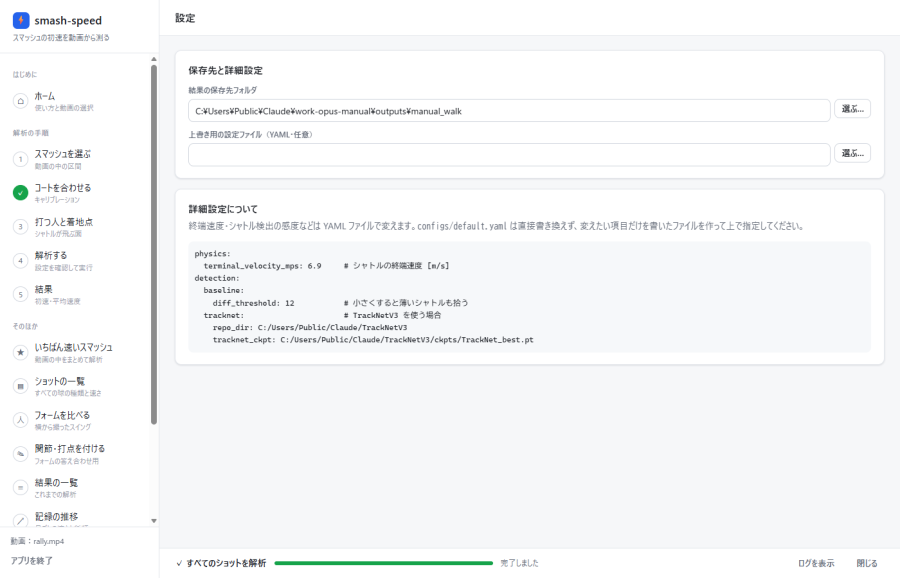 smash-speed
スマッシュの初速を動画から測る
はじめに
ホーム
使い方と動画の選択
解析の手順
1
スマッシュを選ぶ
動画の中の区間
✓
コートを合わせる
キャリブレーション
3
打つ人と着地点
シャトルが飛ぶ面
4
解析する
設定を確認して実行
5
結果
初速・平均速度
そのほか
いちばん速いスマッシュ
動画の中をまとめて解析
ショットの一覧
すべての球の種類と速さ
人
フォームを比べる
横から撮ったスイング
関節・打点を付ける
フォームの答え合わせ用
結果の一覧
これまでの解析
記録の推移
動画：rally.mp4
アプリを終了
設定
保存先と詳細設定
結果の保存先フォルダ
C:¥Users¥Public¥Claude¥work-opus-manual¥outputs¥manual_walk
選ぶ...
上書き用の設定ファイル（YAML・任意）
選ぶ...
詳細設定について
終端速度・シャトル検出の感度などは YAML ファイルで変えます。configs/default.yaml は直接書き換えず、変えたい項目だけを書いたファイルを作って上で指定してください。
physics:
terminal_velocity_mps: 6.9 # シャトルの終端速度 [m/s]
detection:
baseline:
diff_threshold: 12 # 小さくすると薄いシャトルも拾う
tracknet: # TrackNetV3 を使う場合
repo_dir: C:/Users/Public/Claude/TrackNetV3
tracknet_ckpt: C:/Users/Public/Claude/TrackNetV3/ckpts/TrackNet_best.pt
✓ すべてのショットを解析
完了しました
ログを表示
閉じる